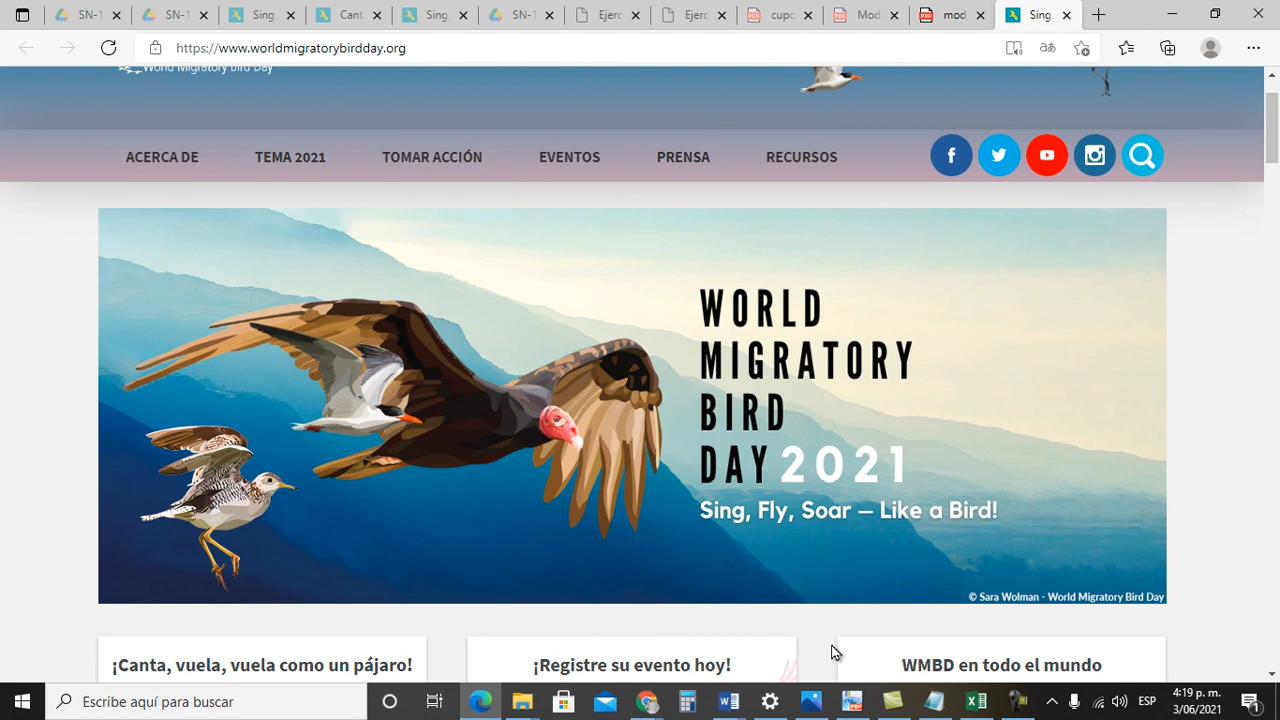 SN-1
SN-1
Sing,
Cant
Sing,
SN-1
Ejerc
Ejerc
cupc
Mod
mod
Sing,
https://www.worldmigratorybirdday.org
World Migratory Bird Day
ACERCA DE
TEMA 2021
TOMAR ACCIÓN
EVENTOS
PRENSA
RECURSOS
WORLD
MIGRATORY
BIRD
DAY 2021
Sing, Fly, Soar – Like a Bird!
© Sara Wolman - World Migratory Bird Day
¡Canta, vuela, vuela como un pájaro!
¡Registre su evento hoy!
WMBD en todo el mundo
Escribe aquí para buscar
ESP
4:19 p. m.
3/06/2021